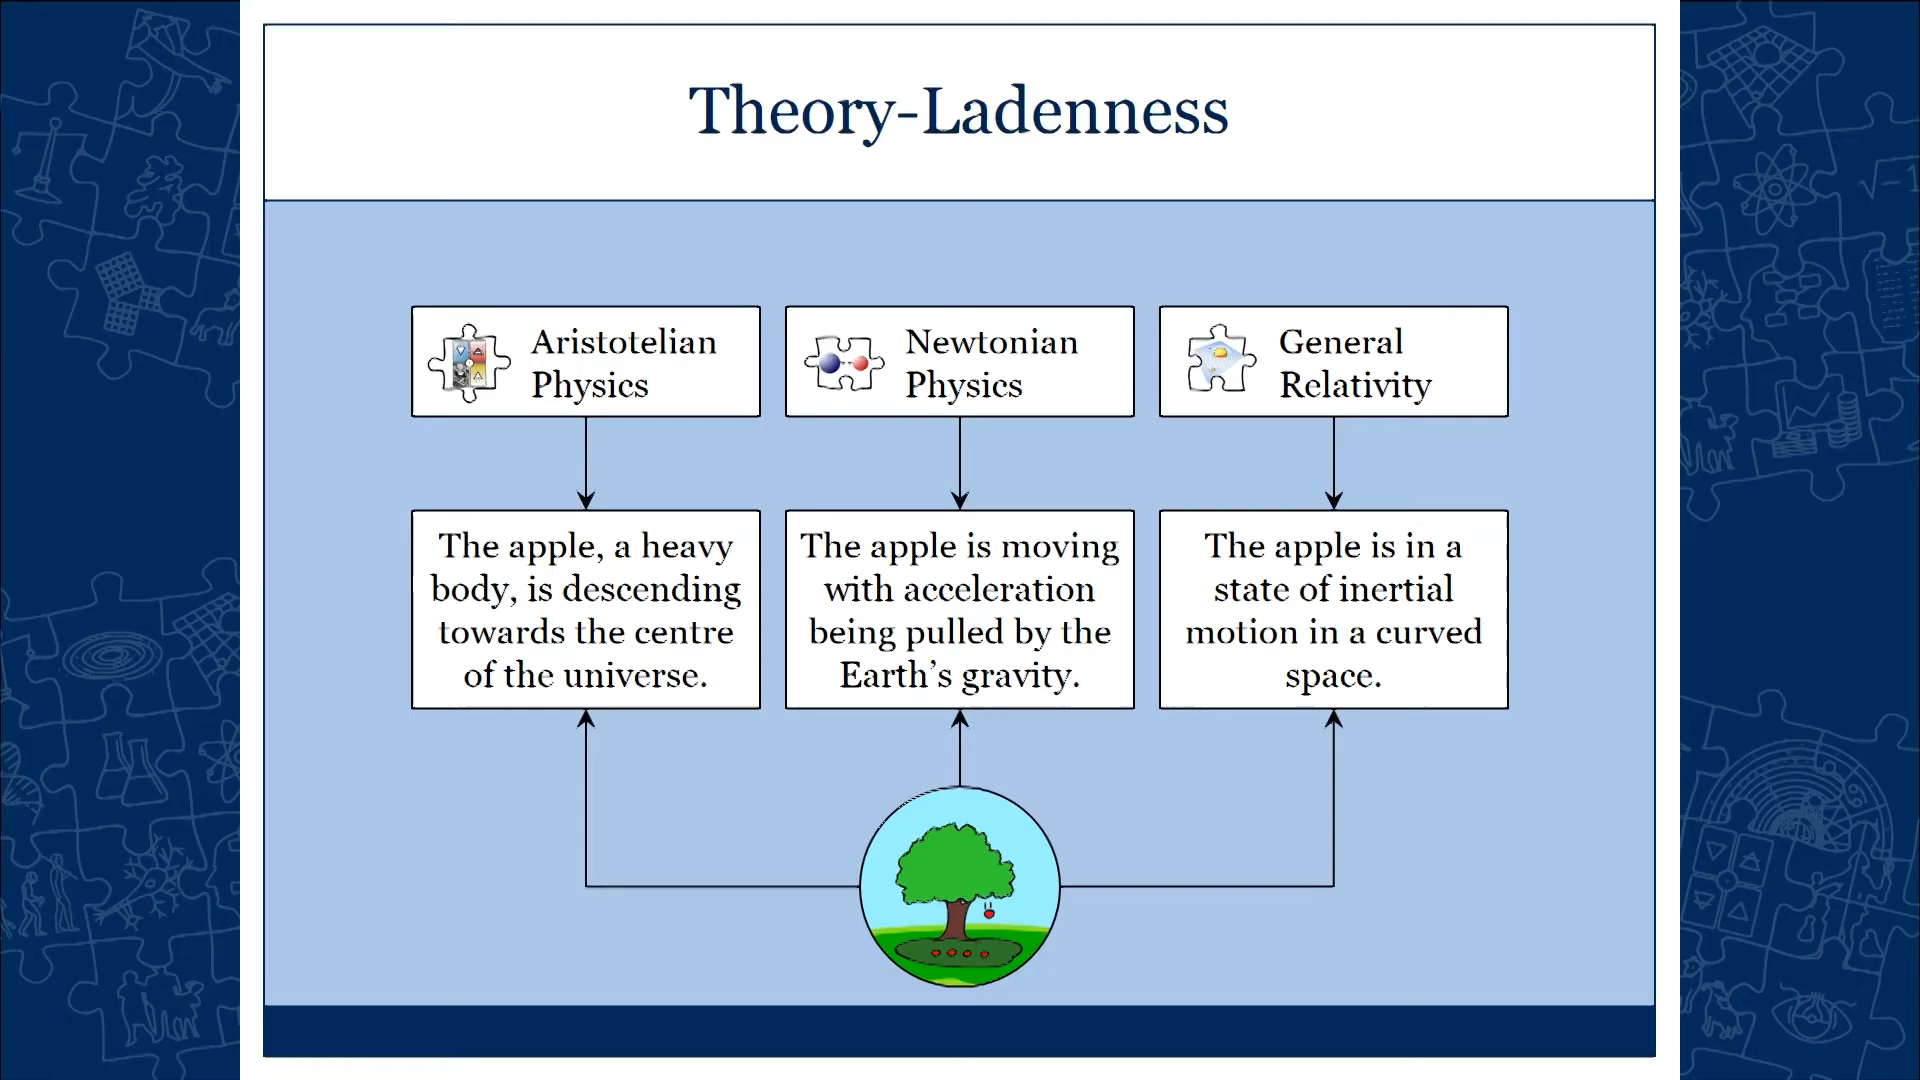 Theory-Ladenness
Aristotelian
Physics
Newtonian
Physics
General
Relativity
The apple, a heavy
body, is descending
towards the centre
of the universe.
The apple is moving
with acceleration
being pulled by the
Earth's gravity.
The apple is in a
state of inertial
motion in a curved
space.
√-1